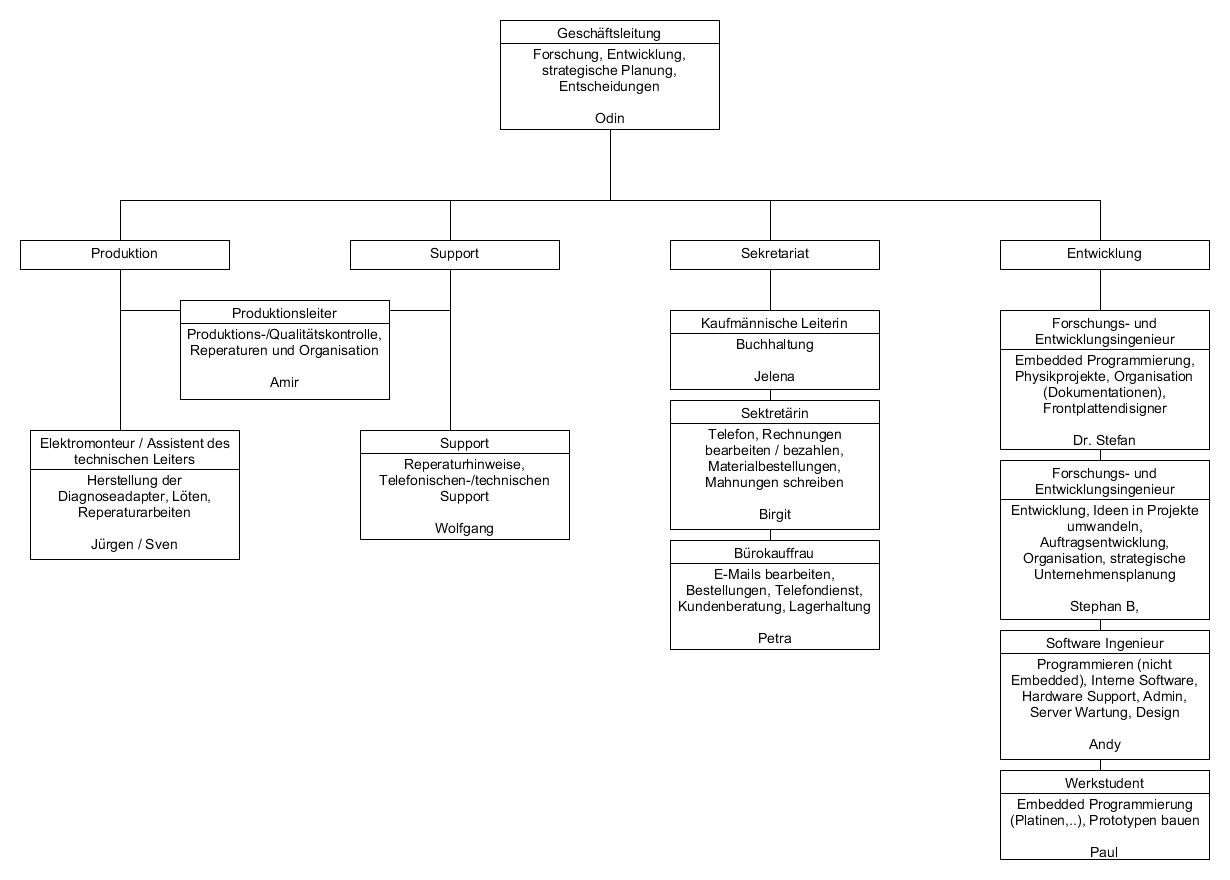 Geschäftsleitung
Forschung, Entwicklung,
strategische Planung,
Entscheidungen
Odin
Produktion
Support
Sekretariat
Entwicklung
Produktionsleiter
Produktions-/Qualitätskontrolle,
Reperaturen und Organisation
Amir
Elektromonteur / Assistent des
technischen Leiters
Herstellung der
Diagnoseadapter, Löten,
Reperaturarbeiten
Jürgen / Sven
Support
Reperaturhinweise,
Telefonischen-/technischen
Support
Wolfgang
Kaufmännische Leiterin
Buchhaltung
Jelena
Sektretärin
Telefon, Rechnungen
bearbeiten / bezahlen,
Materialbestellungen,
Mahnungen schreiben
Birgit
Bürokauffrau
E-Mails bearbeiten,
Bestellungen, Telefondienst,
Kundenberatung, Lagerhaltung
Petra
Forschungs- und
Entwicklungsingenieur
Embedded Programmierung,
Physikprojekte, Organisation
(Dokumentationen),
Frontplattendisigner
Dr. Stefan
Forschungs- und
Entwicklungsingenieur
Entwicklung, Ideen in Projekte
umwandeln,
Auftragsentwicklung,
Organisation, strategische
Unternehmensplanung
Stephan B,
Software Ingenieur
Programmieren (nicht
Embedded), Interne Software,
Hardware Support, Admin,
Server Wartung, Design
Andy
Werkstudent
Embedded Programmierung
(Platinen,..), Prototypen bauen
Paul